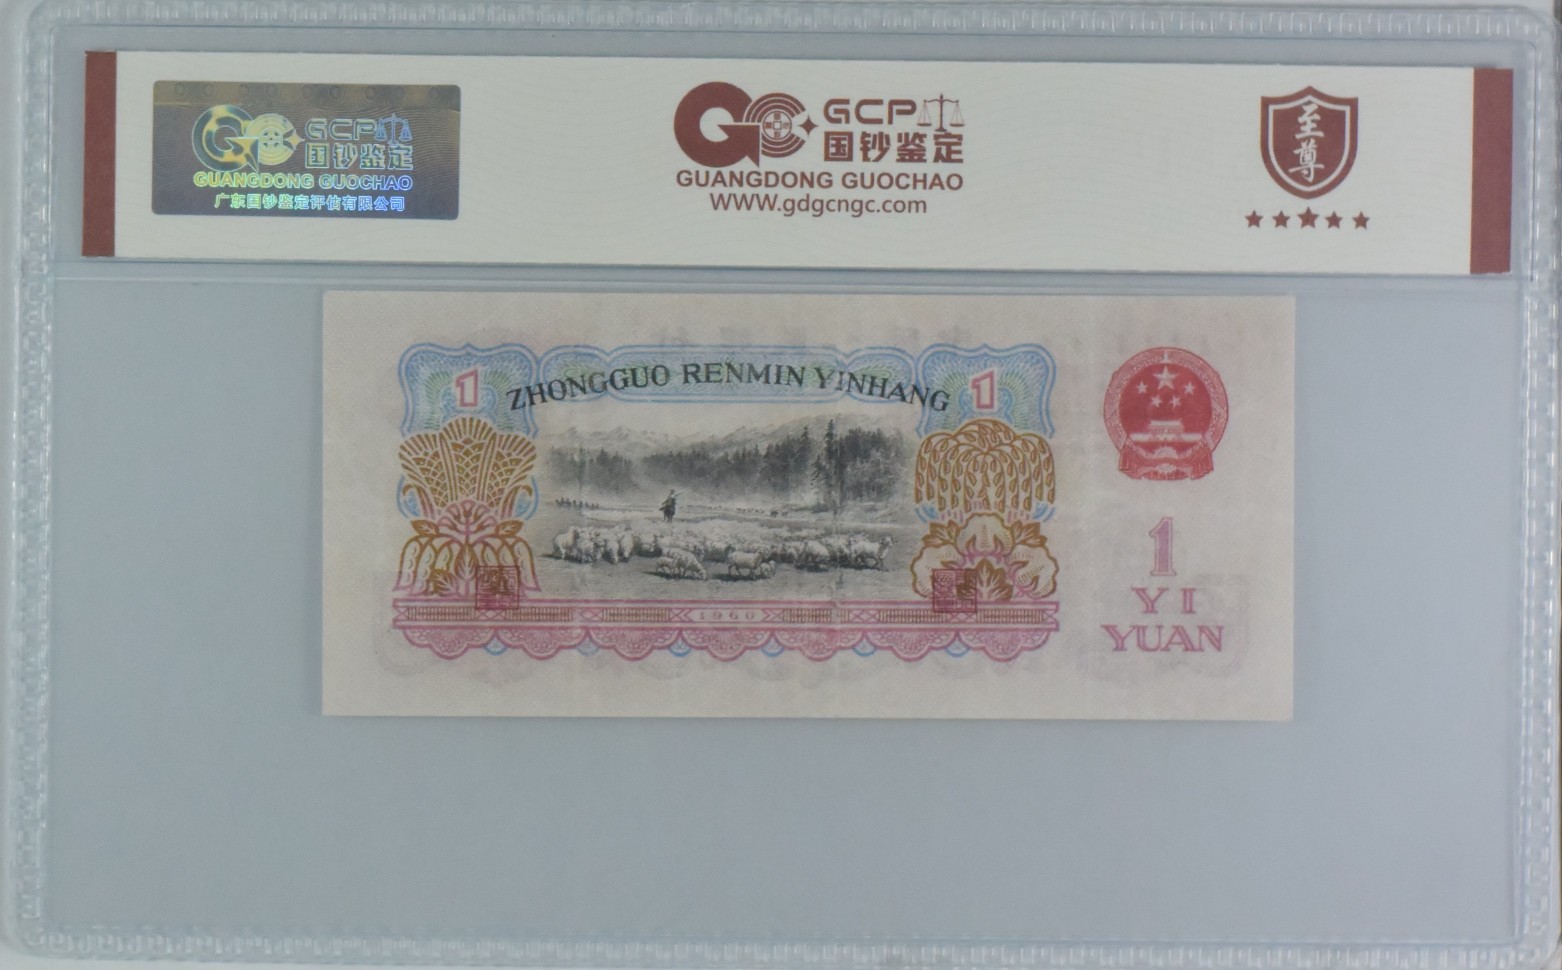 GCP
国钞鉴定
GUANGDONG GUOCHAO
广东国钞鉴定评估有限公司
GCP
国钞鉴定
GUANGDONG GUOCHAO
WWW.gdgcngc.com
至
尊
ZHONGGUO RENMIN YINHANG
1
1
1
YI
YUAN
1960